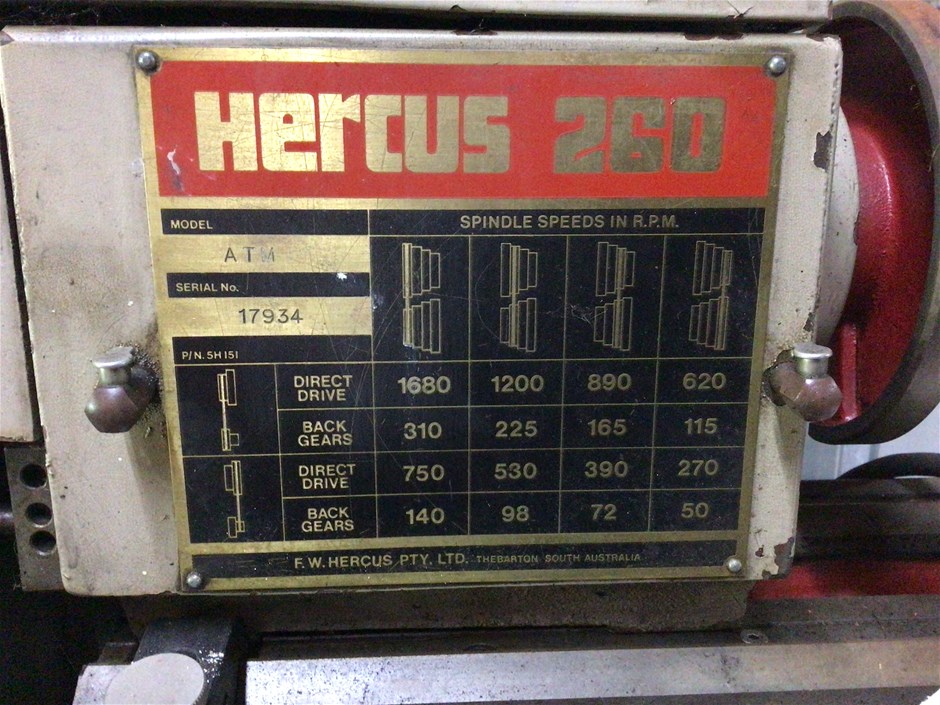 Hercus 260
MODEL
SPINDLE SPEEDS IN R.P.M.
ATM
SERIAL No.
17934
P/N. 5H 151
DIRECT DRIVE 1680 1200 890 620
BACK GEARS 310 225 165 115
DIRECT DRIVE 750 530 390 270
BACK GEARS 140 98 72 50
F.W. HERCUS PTY. LTD. THEBARTON SOUTH AUSTRALIA